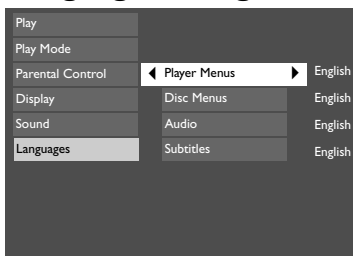 Play
Play Mode
Parental Control Player Menus English
Display Disc Menus English
Sound Audio English
Languages Subtitles English